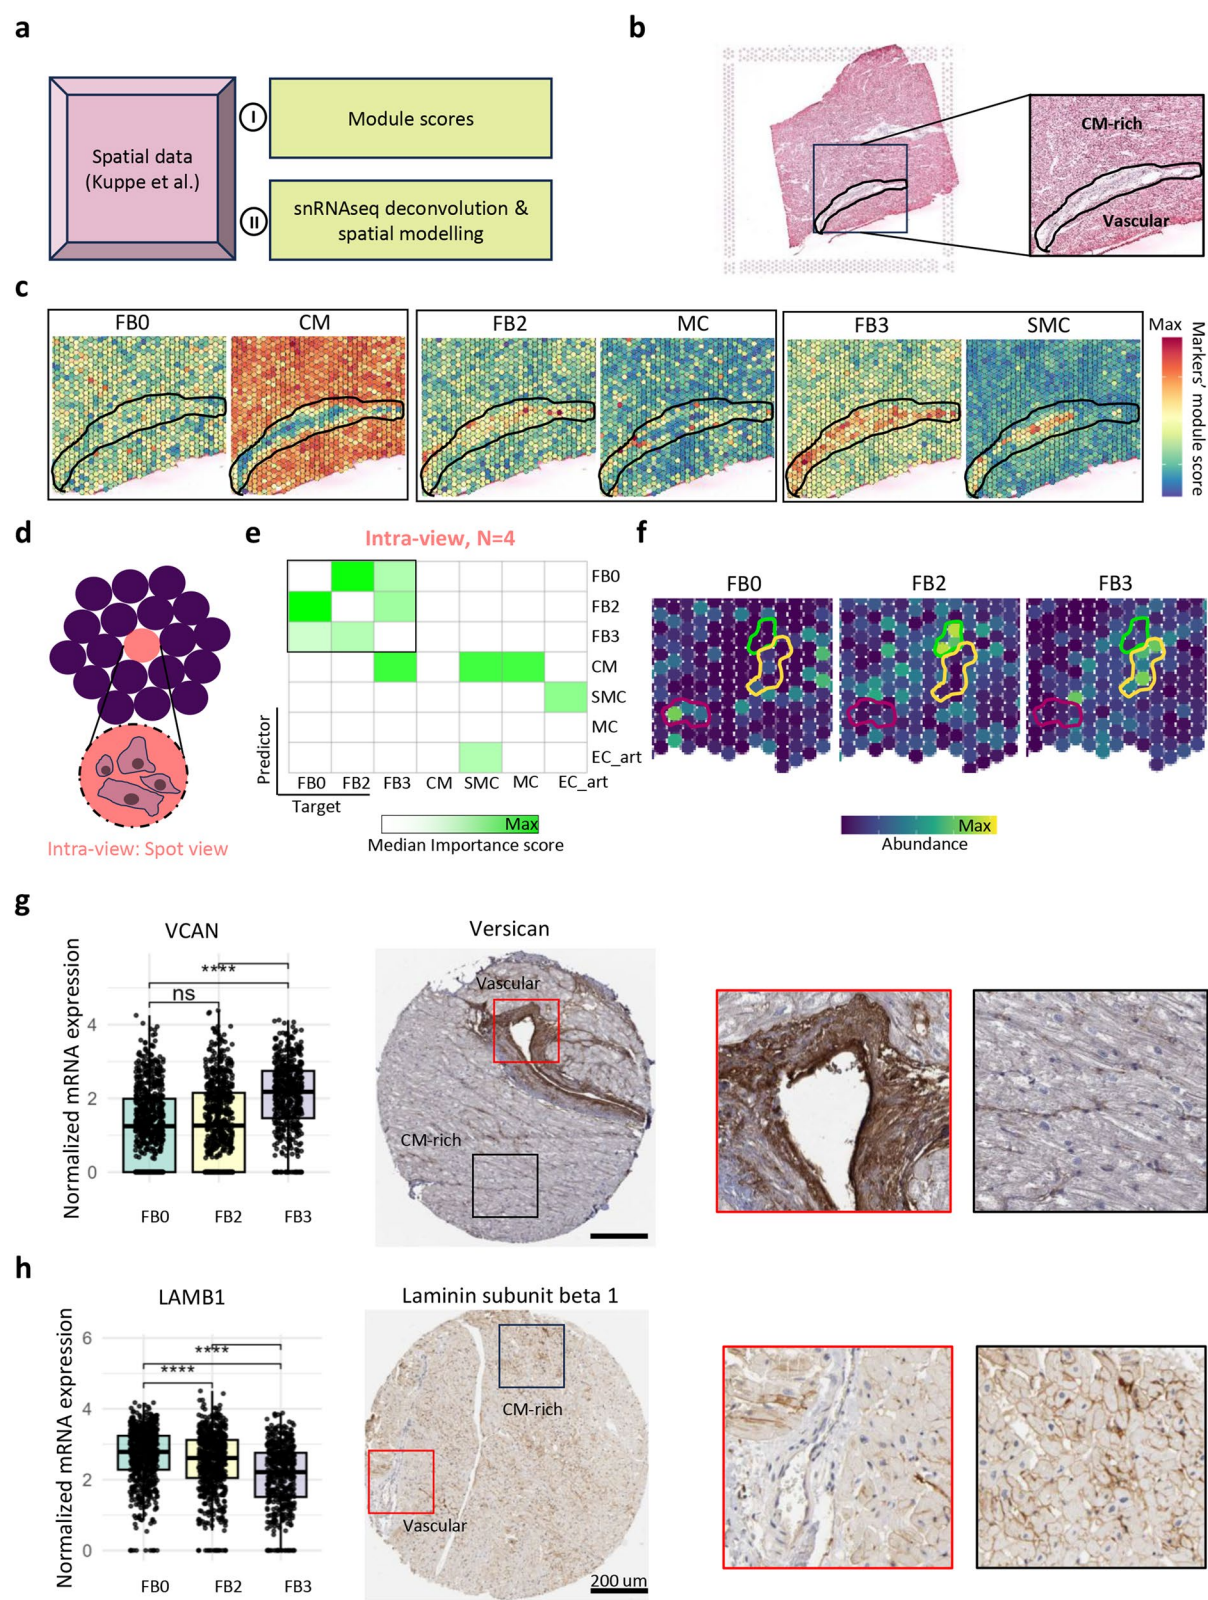 a
Spatial data
(Kuppe et al.)
I
Module scores
II
snRNAseq deconvolution &
spatial modelling
b
CM-rich
Vascular
c
FB0
CM
FB2
MC
FB3
SMC
Max
Markers' module score
d
Intra-view: Spot view
e
Intra-view, N=4
FB0
FB2
FB3
CM
SMC
MC
EC_art
Predictor
FB0 FB2 FB3 CM SMC MC EC_art
Target
Max
Median Importance score
f
FB0
FB2
FB3
Max
Abundance
g
VCAN
Normalized mRNA expression
****
ns
4
2
0
FB0 FB2 FB3
Versican
Vascular
CM-rich
h
LAMB1
Normalized mRNA expression
6
****
****
4
2
0
FB0 FB2 FB3
Laminin subunit beta 1
CM-rich
Vascular
200 um